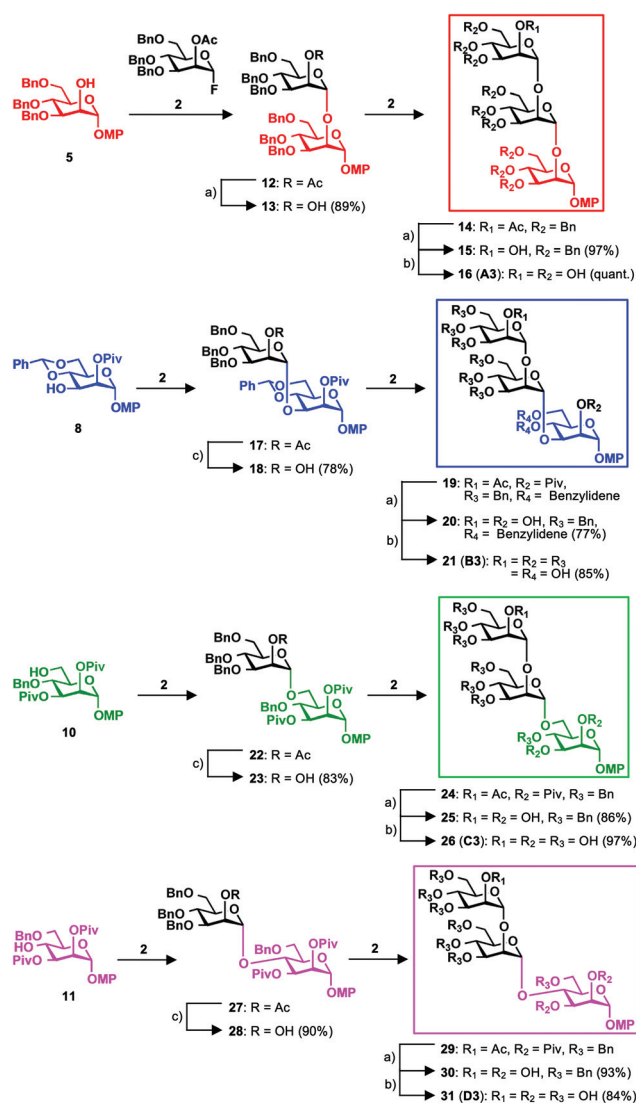 BnO
OAc
BnO
BnO
F
BnO
OH
BnO
BnO
OMP
5
2
BnO
OR
BnO
BnO
O
BnO
BnO
BnO
OMP
2
R₂O
OR₁
R₂O
R₂O
R₂O
R₂O
R₂O
R₂O
R₂O
R₂O
OMP
12: R = Ac
a)
13: R = OH (89%)
14: R₁ = Ac, R₂ = Bn
a)
15: R₁ = OH, R₂ = Bn (97%)
b)
16 (A3): R₁ = R₂ = OH (quant.)
Ph
O
O
OPiv
HO
OMP
8
2
BnO
OR
BnO
BnO
O
Ph
O
O
OPiv
O
OMP
2
R₃O
OR₁
R₃O
R₃O
R₃O
R₃O
R₃O
R₄O
R₄O
OR₂
OMP
17: R = Ac
c)
18: R = OH (78%)
19: R₁ = Ac, R₂ = Piv,
R₃ = Bn, R₄ = Benzylidene
a)
20: R₁ = R₂ = OH, R₃ = Bn,
R₄ = Benzylidene (77%)
b)
21 (B3): R₁ = R₂ = R₃
= R₄ = OH (85%)
HO
OPiv
BnO
PivO
OMP
10
2
BnO
OR
BnO
BnO
O
OPiv
BnO
PivO
OMP
2
R₃O
OR₁
R₃O
R₃O
R₃O
R₃O
R₃O
OR₂
R₃O
R₂O
OMP
22: R = Ac
c)
23: R = OH (83%)
24: R₁ = Ac, R₂ = Piv, R₃ = Bn
a)
25: R₁ = R₂ = OH, R₃ = Bn (86%)
b)
26 (C3): R₁ = R₂ = R₃ = OH (97%)
BnO
OPiv
HO
PivO
OMP
11
2
BnO
OR
BnO
BnO
O
BnO
OPiv
PivO
OMP
2
R₃O
OR₁
R₃O
R₃O
R₃O
R₃O
R₃O
O
R₃O
OR₂
R₂O
OMP
27: R = Ac
c)
28: R = OH (90%)
29: R₁ = Ac, R₂ = Piv, R₃ = Bn
a)
30: R₁ = R₂ = OH, R₃ = Bn (93%)
b)
31 (D3): R₁ = R₂ = R₃ = OH (84%)